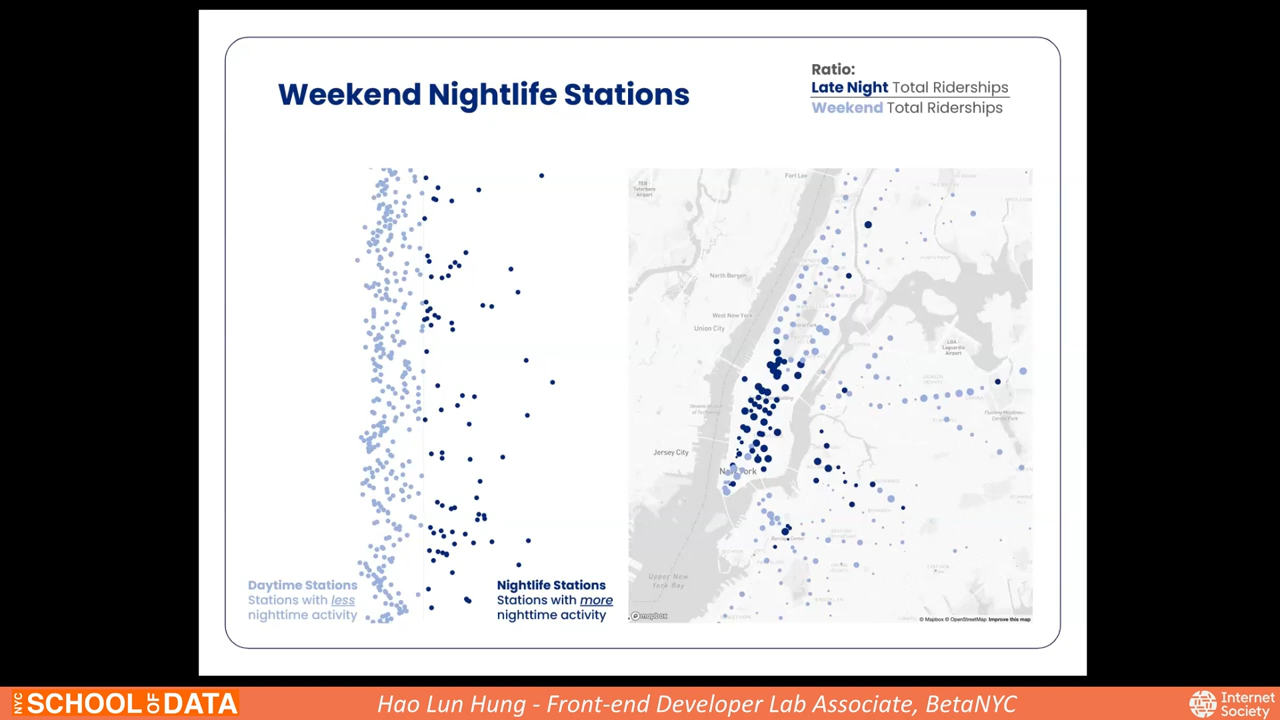 Weekend Nightlife Stations
Ratio:
Late Night Total Riderships
Weekend Total Riderships
Daytime Stations
Stations with less
nighttime activity
Nightlife Stations
Stations with more
nighttime activity
Fort Lee
North Bergen
West New York
Union City
LGA
Laguardia
Airport
Jersey City
New York
Upper New
York Bay
mapbox
© Mapbox © OpenStreetMap Improve this map
NYC SCHOOL OF DATA
Hao Lun Hung - Front-end Developer Lab Associate, BetaNYC
Internet
Society